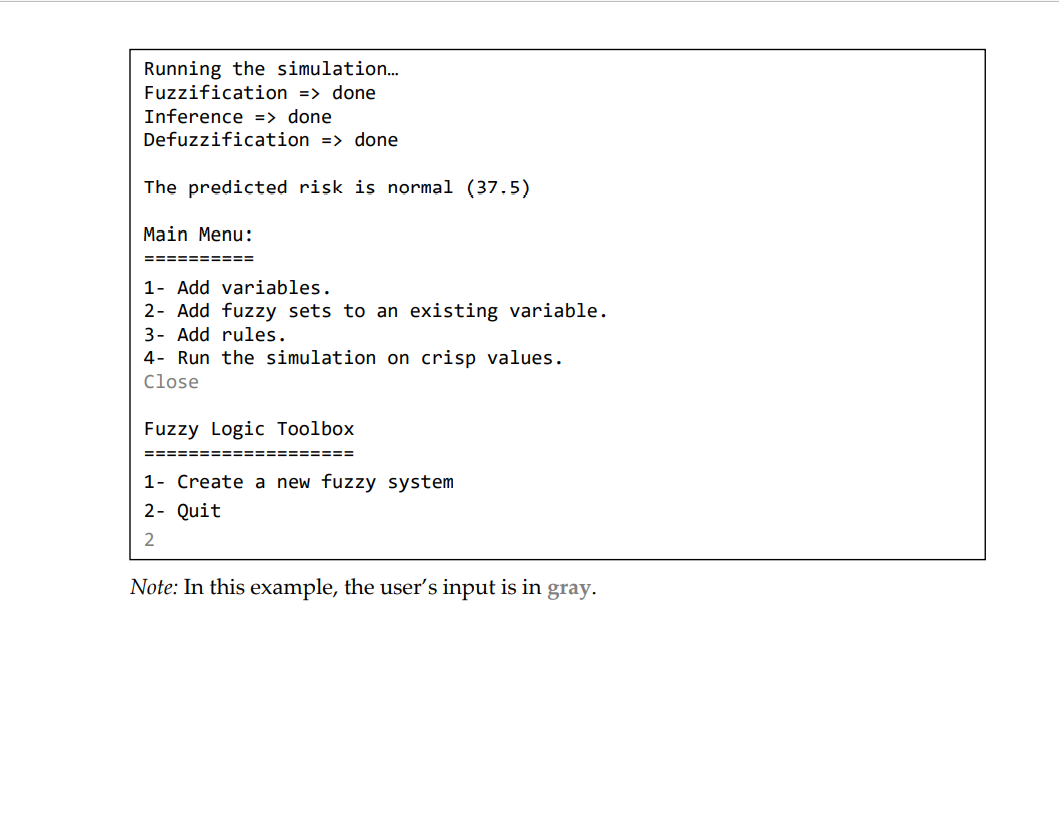 Running the simulation…
Fuzzification => done
Inference => done
Defuzzification => done
The predicted risk is normal (37.5)
Main Menu:
==========
1- Add variables.
2- Add fuzzy sets to an existing variable.
3- Add rules.
4- Run the simulation on crisp values.
Close
Fuzzy Logic Toolbox
===================
1- Create a new fuzzy system
2- Quit
2
Note: In this example, the user’s input is in gray.